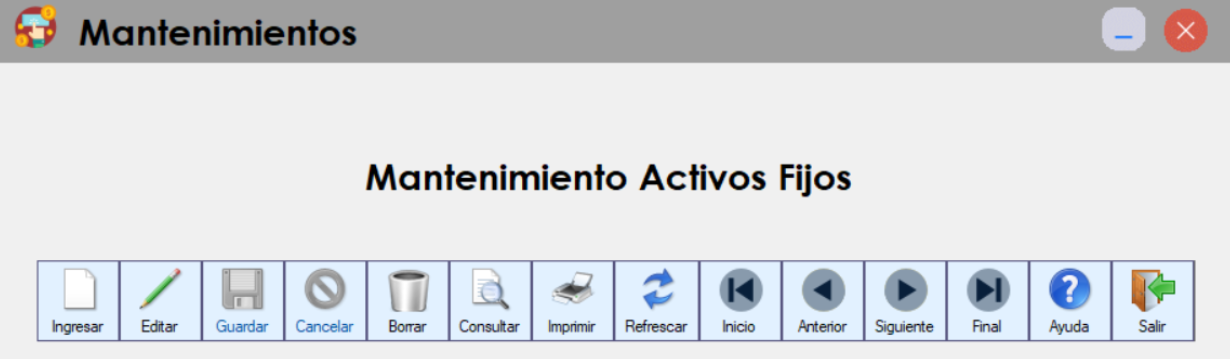 Mantenimientos
Mantenimiento Activos Fijos
Ingresar Editar Guardar Cancelar Borrar Consultar Imprimir Refrescar Inicio Anterior Siguiente Final Ayuda Salir